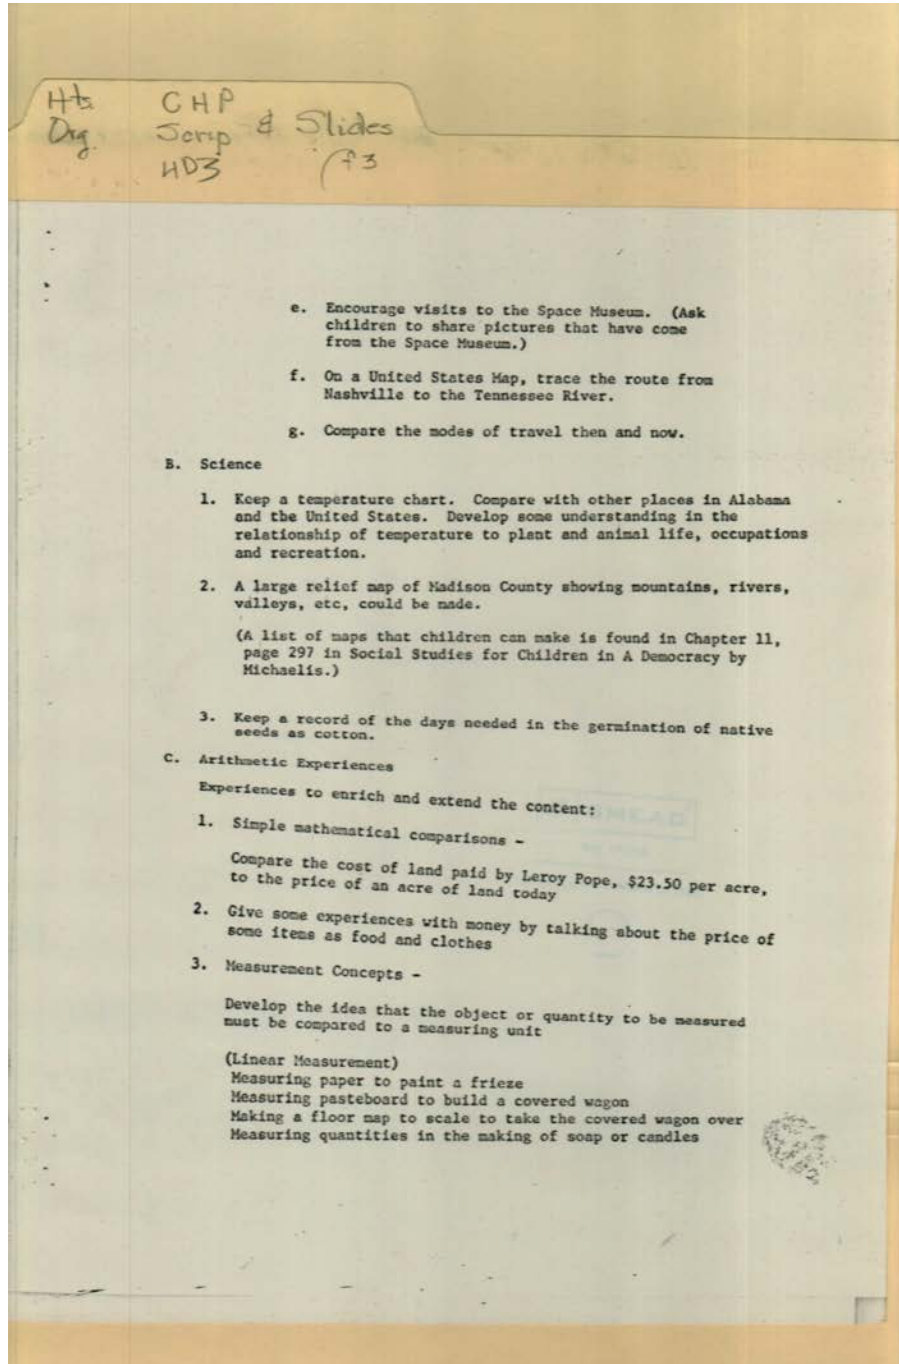 Hts. CHP
Org. Scrip & Slides
HD3 f3
e. Encourage visits to the Space Museum. (Ask
children to share pictures that have come
from the Space Museum.)
f. On a United States Map, trace the route from
Nashville to the Tennessee River.
g. Compare the modes of travel then and now.
B. Science
1. Keep a temperature chart. Compare with other places in Alabama
and the United States. Develop some understanding in the
relationship of temperature to plant and animal life, occupations
and recreation.
2. A large relief map of Madison County showing mountains, rivers,
valleys, etc, could be made.
(A list of maps that children can make is found in Chapter 11,
page 297 in Social Studies for Children in A Democracy by
Michaelis.)
3. Keep a record of the days needed in the germination of native
seeds as cotton.
C. Arithmetic Experiences
Experiences to enrich and extend the content:
1. Simple mathematical comparisons -
Compare the cost of land paid by Leroy Pope, $23.50 per acre,
to the price of an acre of land today
2. Give some experiences with money by talking about the price of
some items as food and clothes
3. Measurement Concepts -
Develop the idea that the object or quantity to be measured
must be compared to a measuring unit
(Linear Measurement)
Measuring paper to paint a frieze
Measuring pasteboard to build a covered wagon
Making a floor map to scale to take the covered wagon over
Measuring quantities in the making of soap or candles